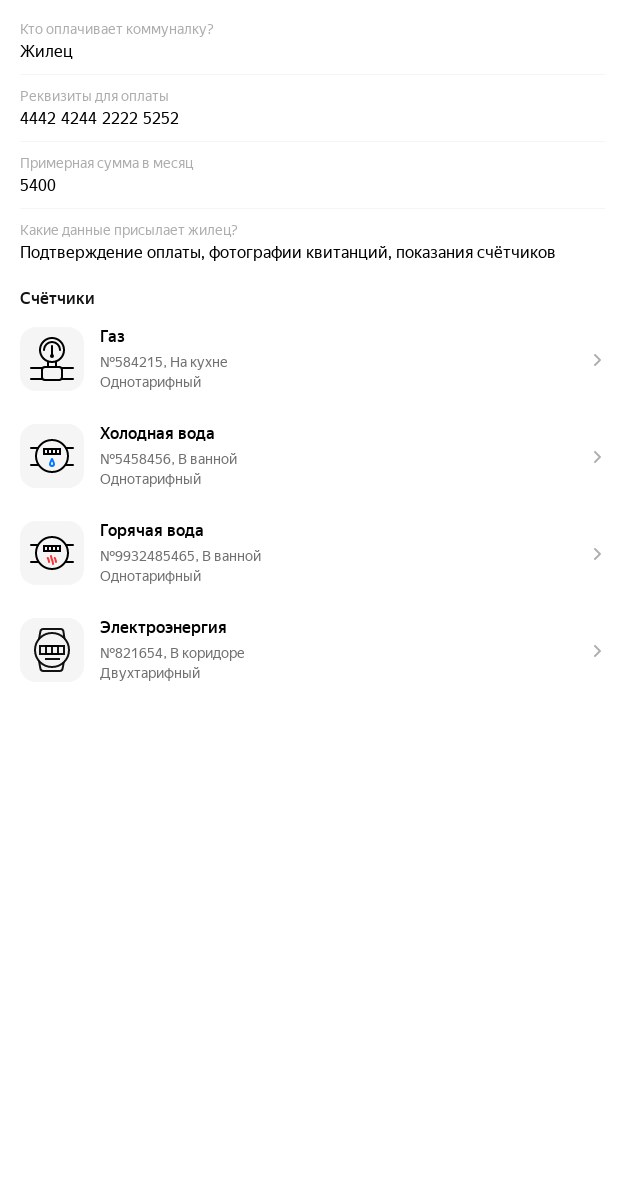 Кто оплачивает коммуналку?
Жилец
Реквизиты для оплаты
4442 4244 2222 5252
Примерная сумма в месяц
5400
Какие данные присылает жилец?
Подтверждение оплаты, фотографии квитанций, показания счётчиков
Счётчики
Газ
№584215, На кухне
Однотарифный
Холодная вода
№5458456, В ванной
Однотарифный
Горячая вода
№9932485465, В ванной
Однотарифный
Электроэнергия
№821654, В коридоре
Двухтарифный